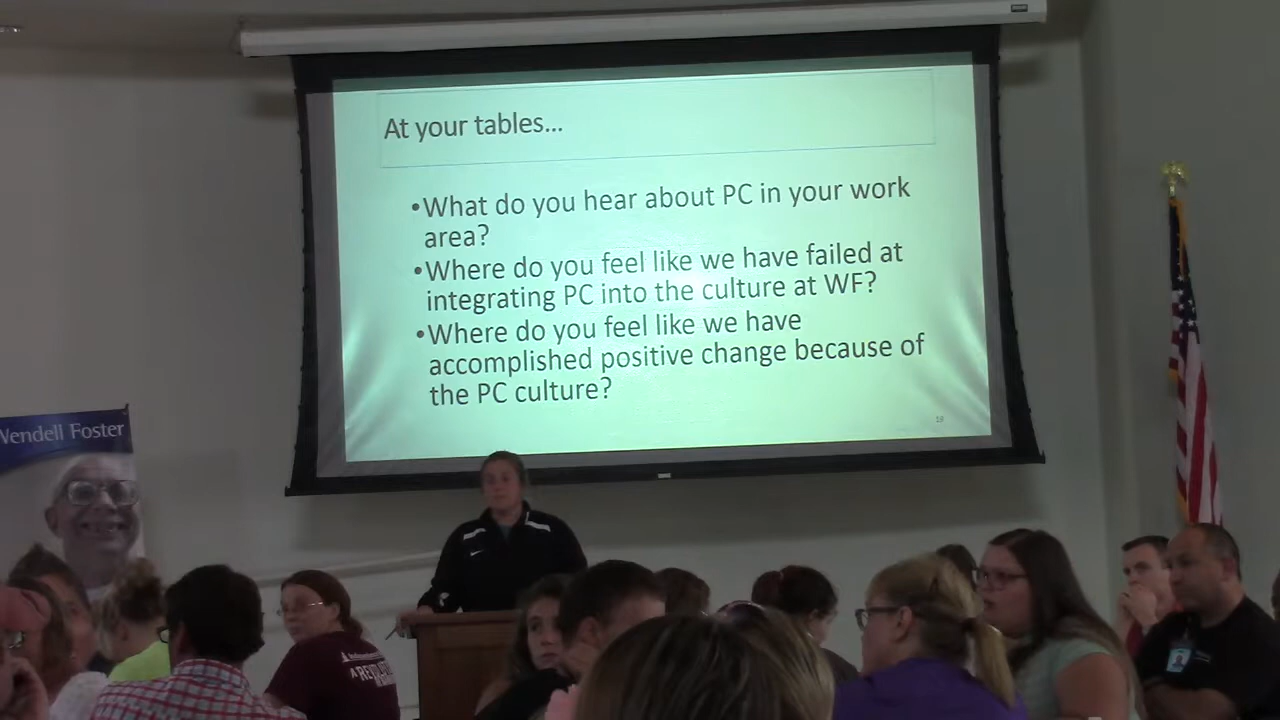 At your tables...
•What do you hear about PC in your work
area?
•Where do you feel like we have failed at
integrating PC into the culture at WF?
•Where do you feel like we have
accomplished positive change because of
the PC culture?
19
Wendell Foster